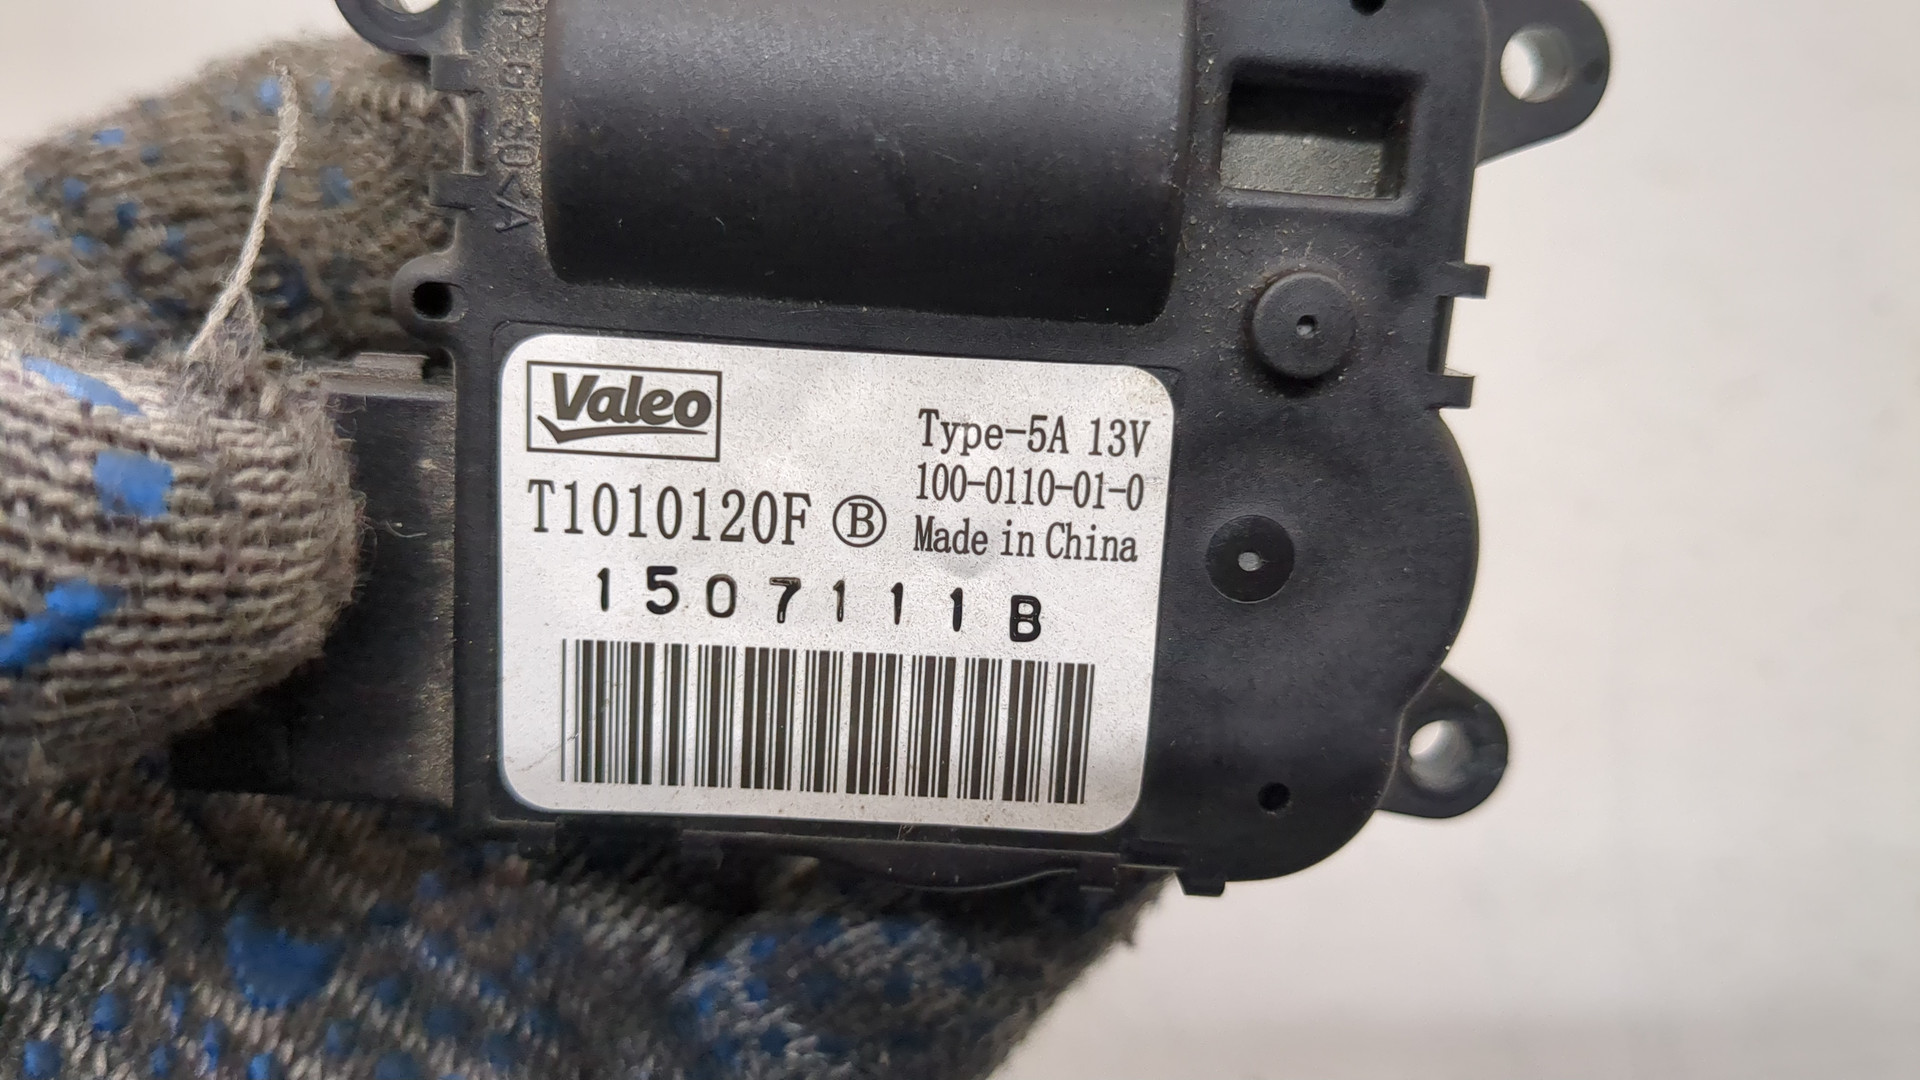 Valeo
Type-5A 13V
100-0110-01-0
T1010120F Ⓑ
Made in China
1507111B